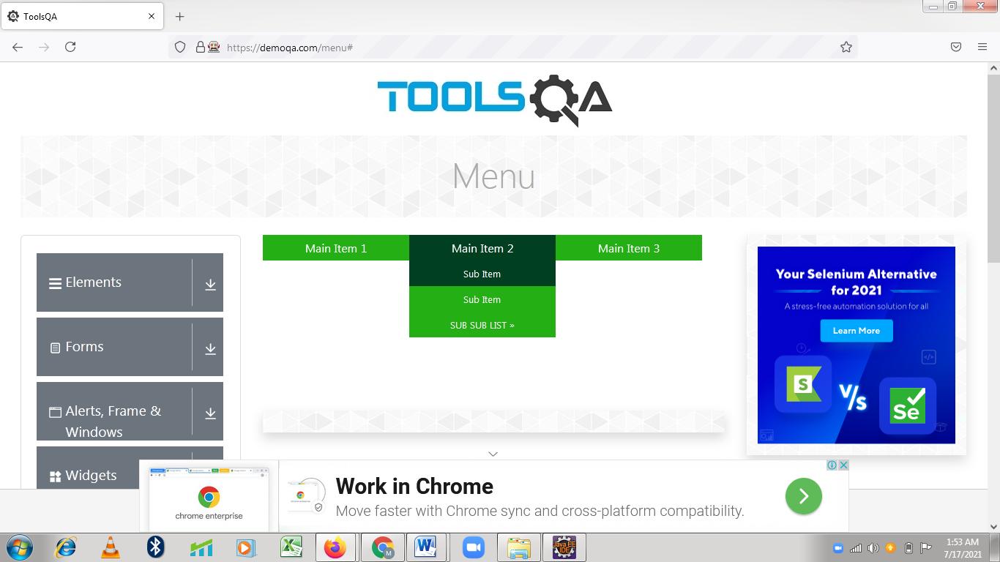 ToolsQA
https://demoqa.com/menu#
TOOLSQA
Menu
Elements
Forms
Alerts, Frame &
Windows
Widgets
Main Item 1
Main Item 2
Main Item 3
Sub Item
Sub Item
SUB SUB LIST »
Your Selenium Alternative
for 2021
A stress-free automation solution for all
Learn More
S
V/s
Se
chrome enterprise
Work in Chrome
Move faster with Chrome sync and cross-platform compatibility.
M
Java EE
IDE
1:53 AM
7/17/2021